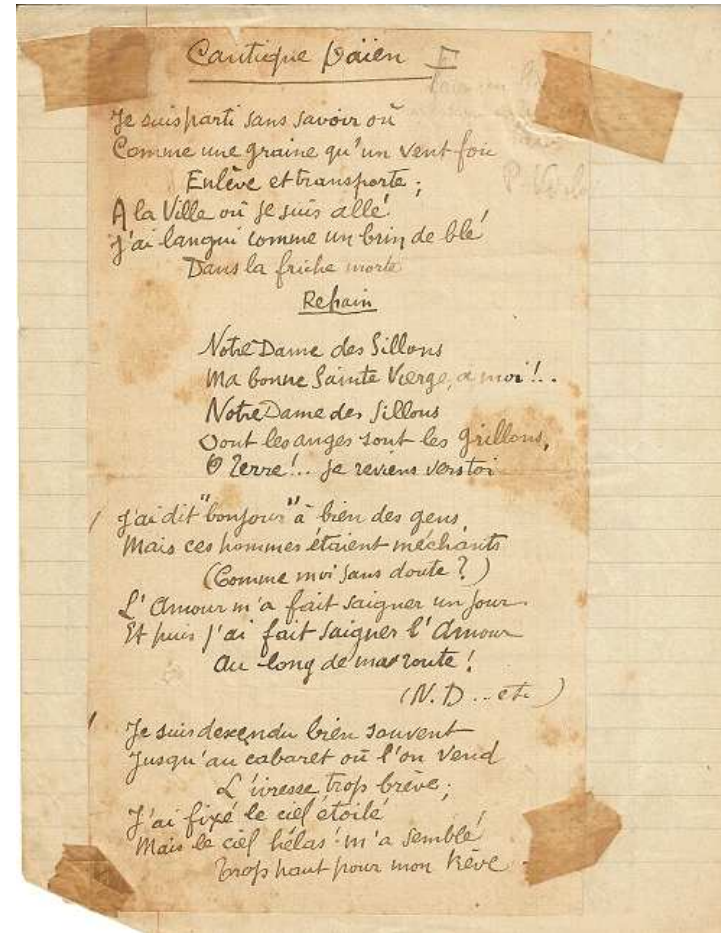 Cantique païen
Je suis parti sans savoir où
Comme une graine qu'un vent fou
Enlève et transporte ;
A la Ville où je suis allé
J'ai langui comme un brin de blé
Dans la friche morte
Refrain
Notre Dame des Sillons
Ma bonne Sainte Vierge, à moi !..
Notre Dame des Sillons
Dont les anges sont les grillons,
O Terre !.. je reviens vers toi
J'ai dit "bonjour" à bien des gens
Mais ces hommes étaient méchants
(Comme moi sans doute ?)
L'Amour m'a fait saigner un jour
Et puis j'ai fait saigner l'Amour
Au long de ma route !
(N. D... etc)
Je suis descendu bien souvent
Jusqu'au cabaret où l'on vend
L'ivresse trop brève ;
J'ai fixé le ciel étoilé
Mais le ciel hélas ! m'a semblé
Trop haut pour mon Rêve